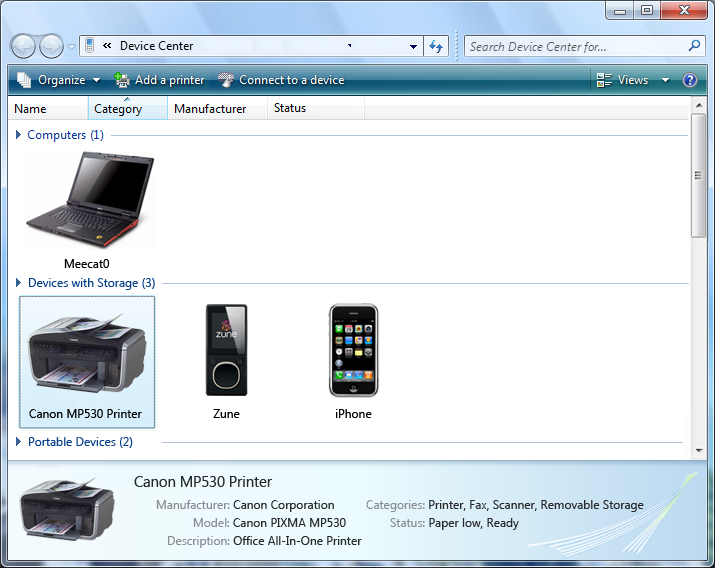 « Device Center
Search Device Center for...
Organize Add a printer Connect to a device Views
Name Category Manufacturer Status
Computers (1)
Meecat0
Devices with Storage (3)
zune
Canon MP530 Printer Zune iPhone
Portable Devices (2)
Canon MP530 Printer
Manufacturer: Canon Corporation Categories: Printer, Fax, Scanner, Removable Storage
Model: Canon PIXMA MP530 Status: Paper low, Ready
Description: Office All-In-One Printer